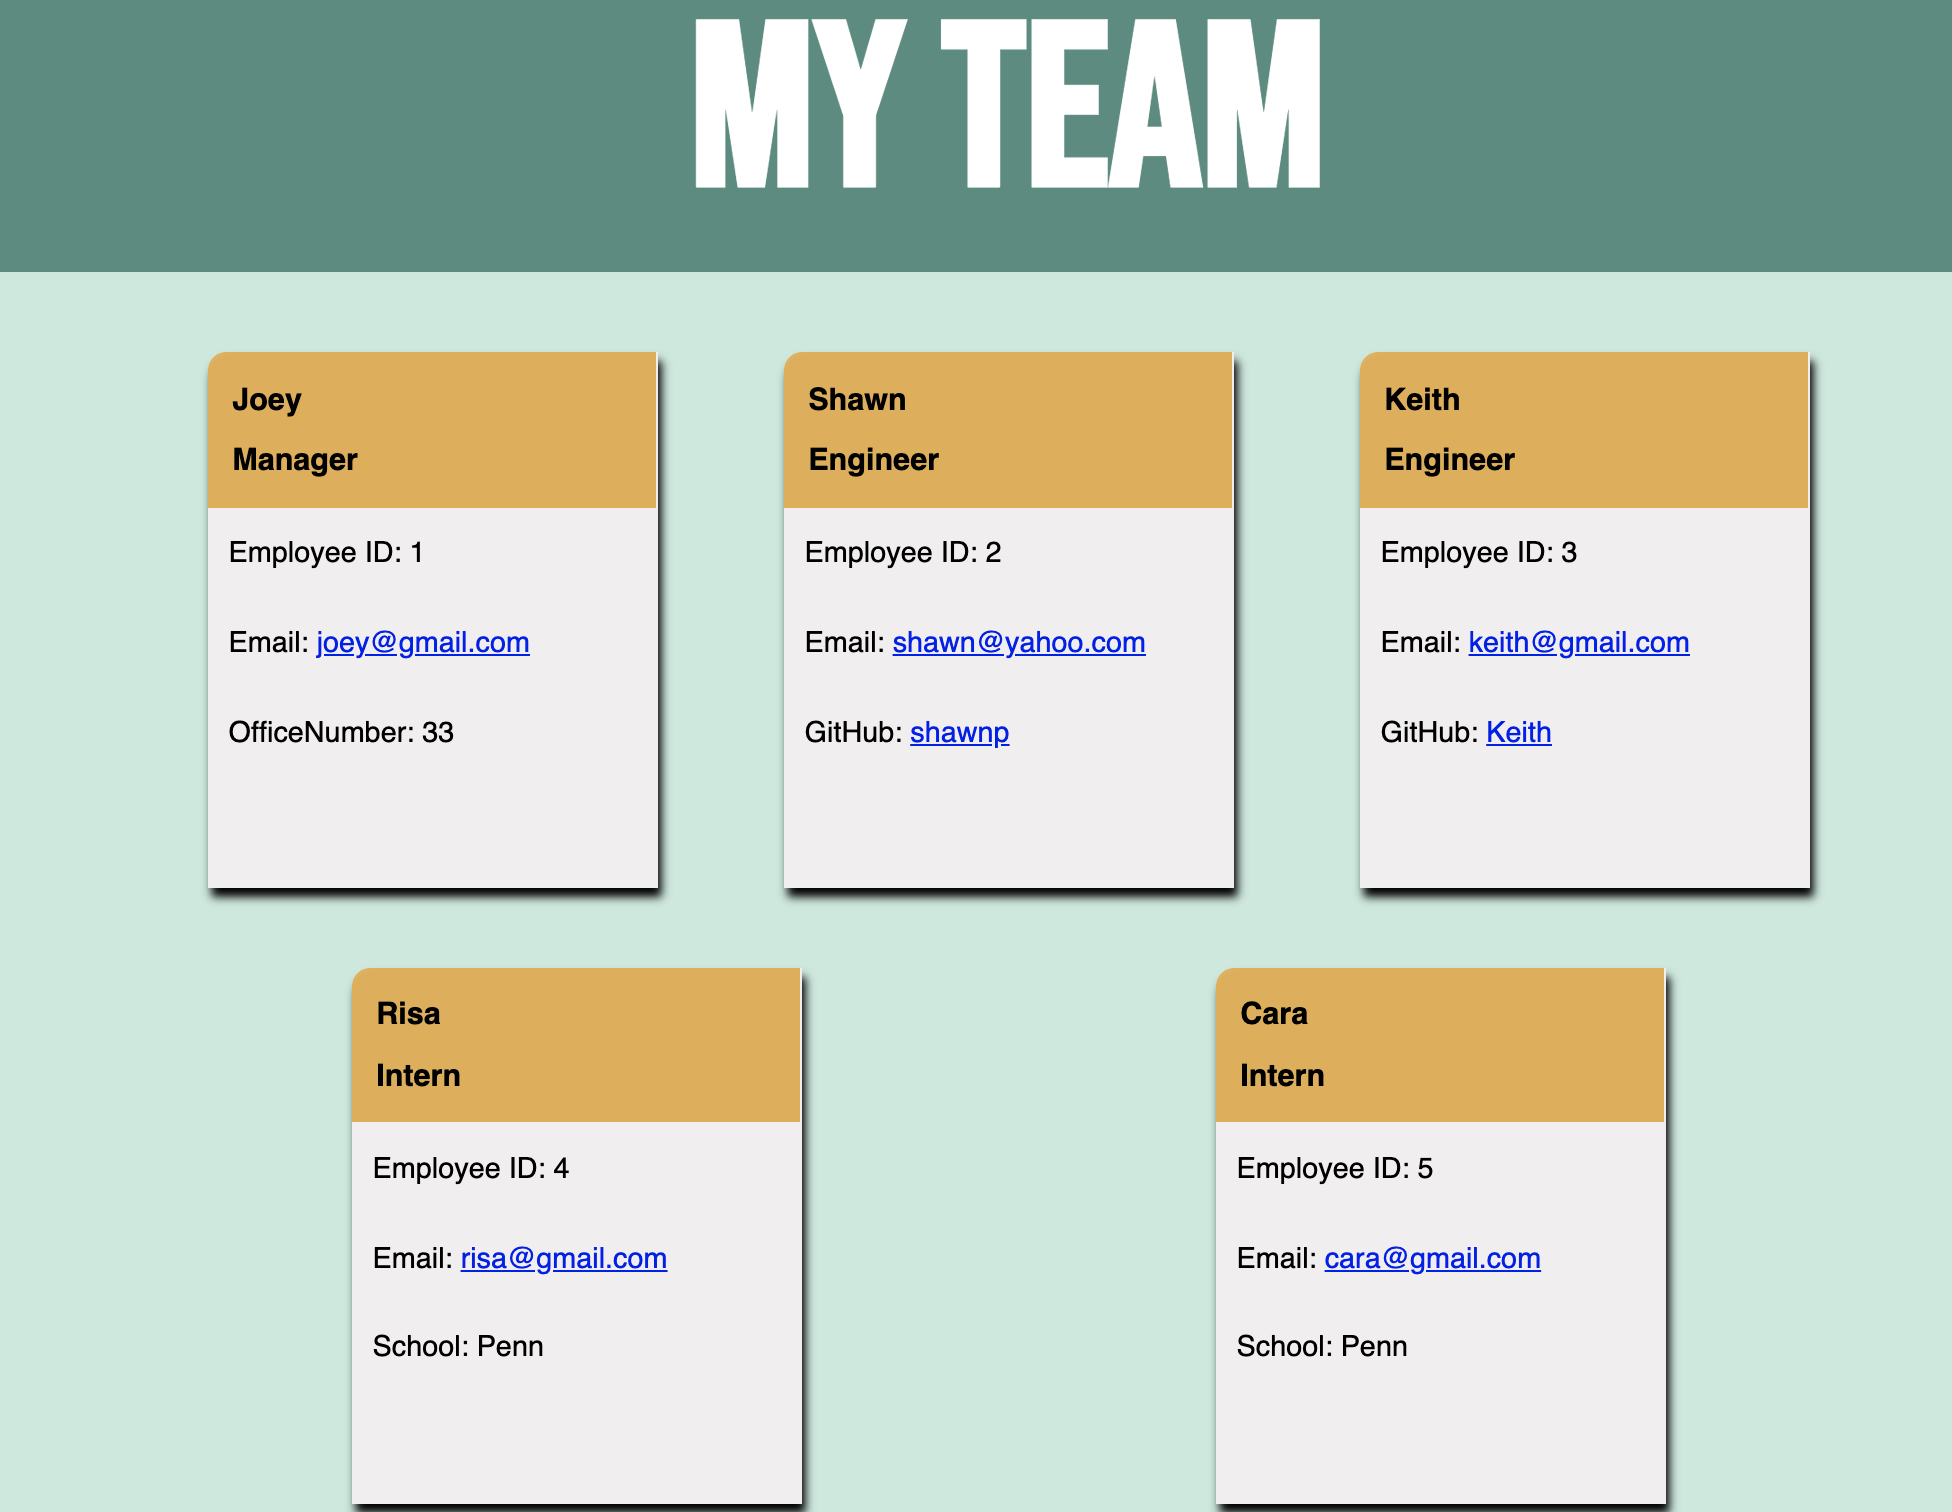 MY TEAM
Joey
Manager
Employee ID: 1
Email: joey@gmail.com
OfficeNumber: 33
Shawn
Engineer
Employee ID: 2
Email: shawn@yahoo.com
GitHub: shawnp
Keith
Engineer
Employee ID: 3
Email: keith@gmail.com
GitHub: Keith
Risa
Intern
Employee ID: 4
Email: risa@gmail.com
School: Penn
Cara
Intern
Employee ID: 5
Email: cara@gmail.com
School: Penn